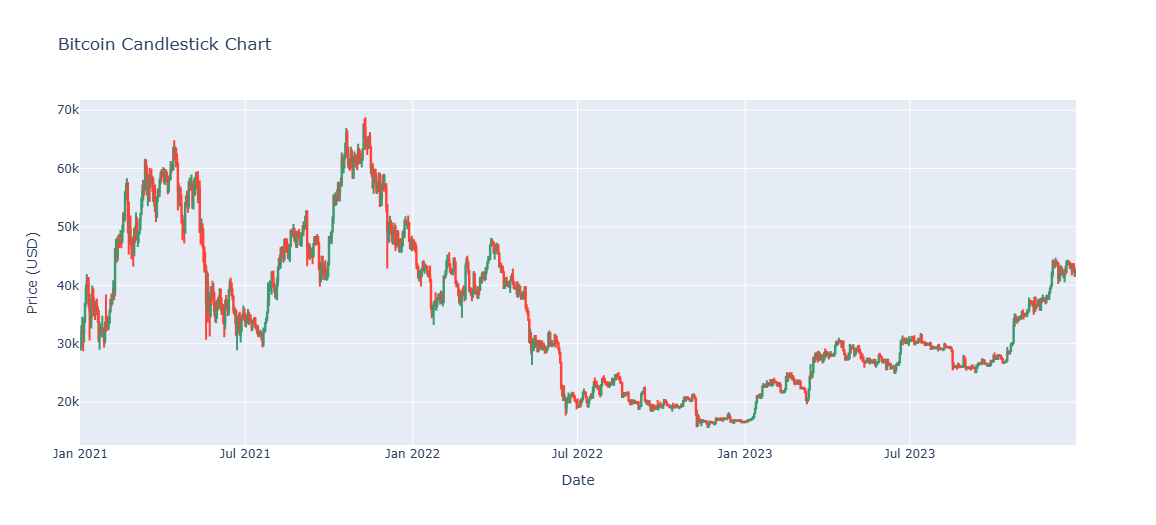 Bitcoin Candlestick Chart
70k
60k
50k
40k
30k
20k
Price (USD)
Jan 2021
Jul 2021
Jan 2022
Jul 2022
Jan 2023
Jul 2023
Date